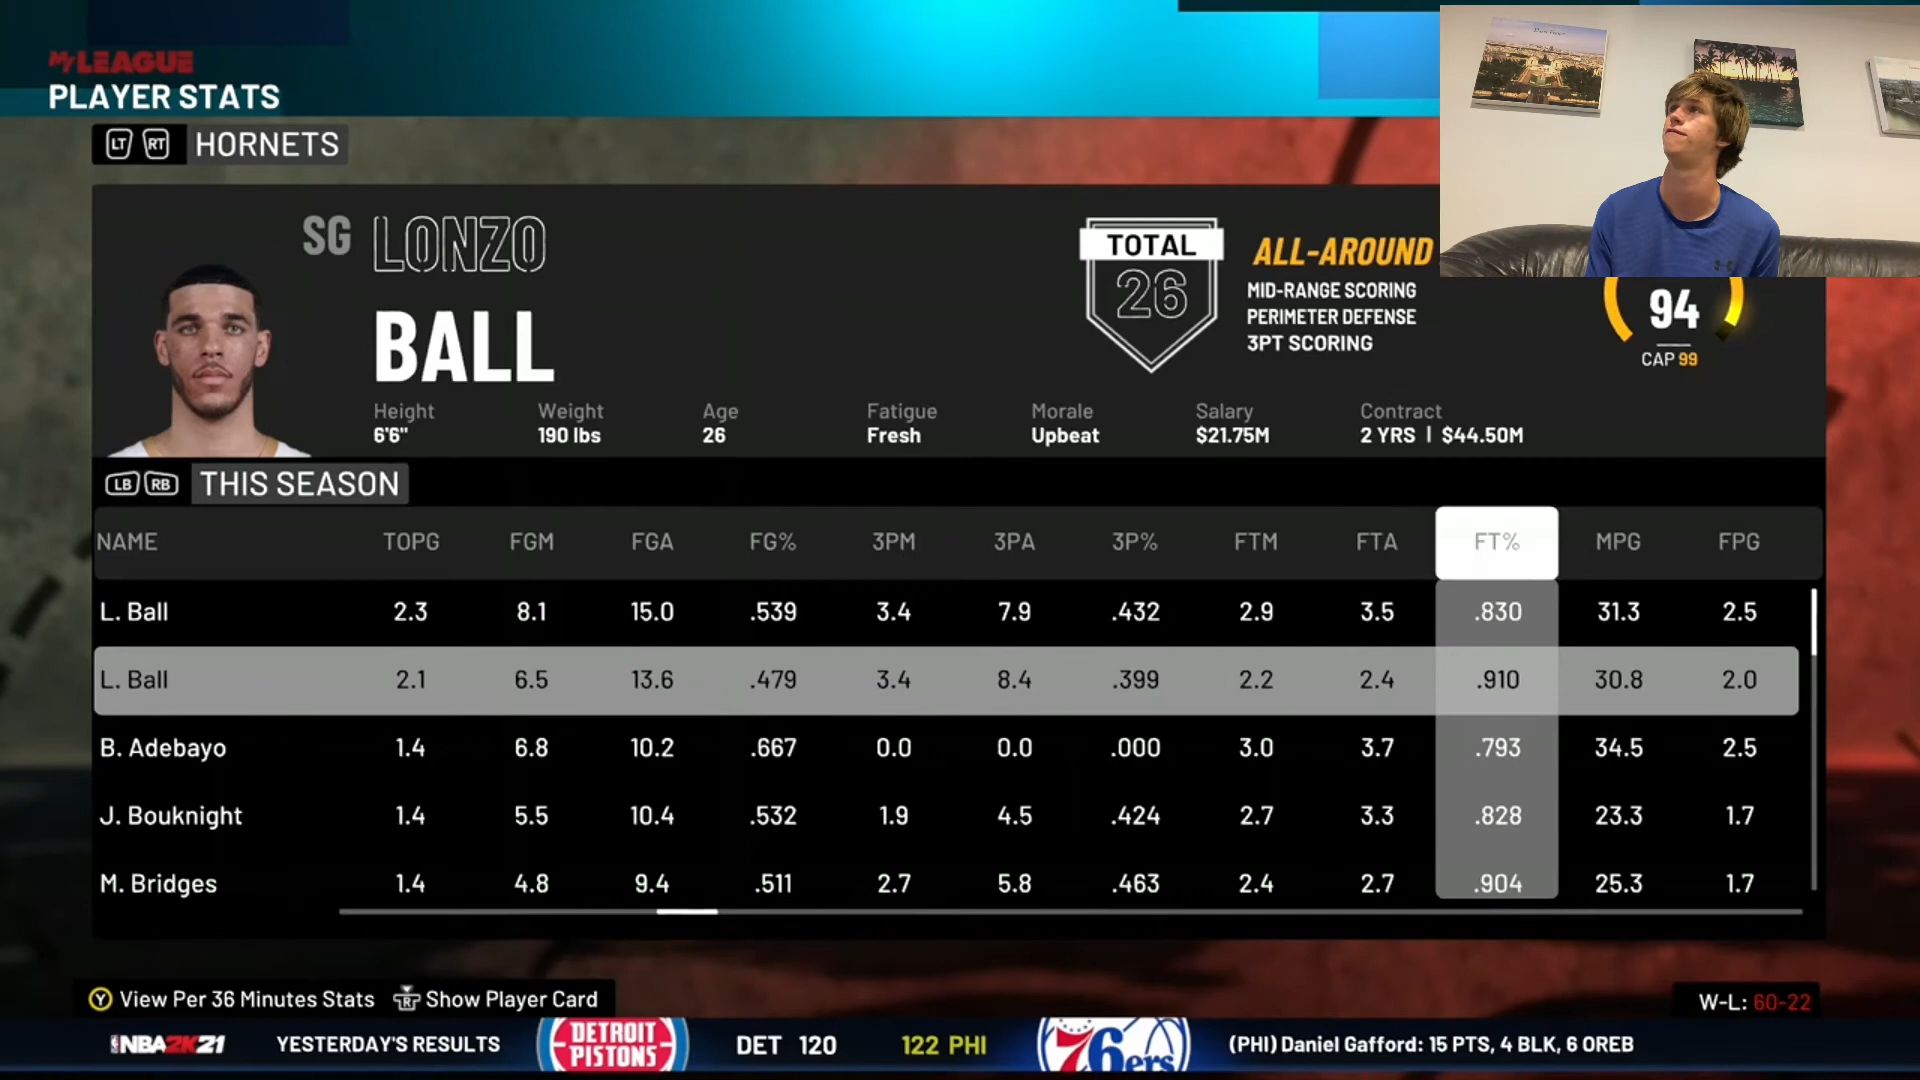 MyLEAGUE
PLAYER STATS
LT RT HORNETS
SG LONZO
BALL
TOTAL
26
ALL-AROUND
MID-RANGE SCORING
PERIMETER DEFENSE
3PT SCORING
94
CAP 99
Height Weight Age Fatigue Morale Salary Contract
6'6" 190 lbs 26 Fresh Upbeat $21.75M 2 YRS | $44.50M
LB RB THIS SEASON
NAME TOPG FGM FGA FG% 3PM 3PA 3P% FTM FTA FT% MPG FPG
L. Ball 2.3 8.1 15.0 .539 3.4 7.9 .432 2.9 3.5 .830 31.3 2.5
L. Ball 2.1 6.5 13.6 .479 3.4 8.4 .399 2.2 2.4 .910 30.8 2.0
B. Adebayo 1.4 6.8 10.2 .667 0.0 0.0 .000 3.0 3.7 .793 34.5 2.5
J. Bouknight 1.4 5.5 10.4 .532 1.9 4.5 .424 2.7 3.3 .828 23.3 1.7
M. Bridges 1.4 4.8 9.4 .511 2.7 5.8 .463 2.4 2.7 .904 25.3 1.7
Y View Per 36 Minutes Stats R Show Player Card
W-L: 60-22
NBA2K21 YESTERDAY'S RESULTS DETROIT PISTONS DET 120 122 PHI 76ers (PHI) Daniel Gafford: 15 PTS, 4 BLK, 6 OREB